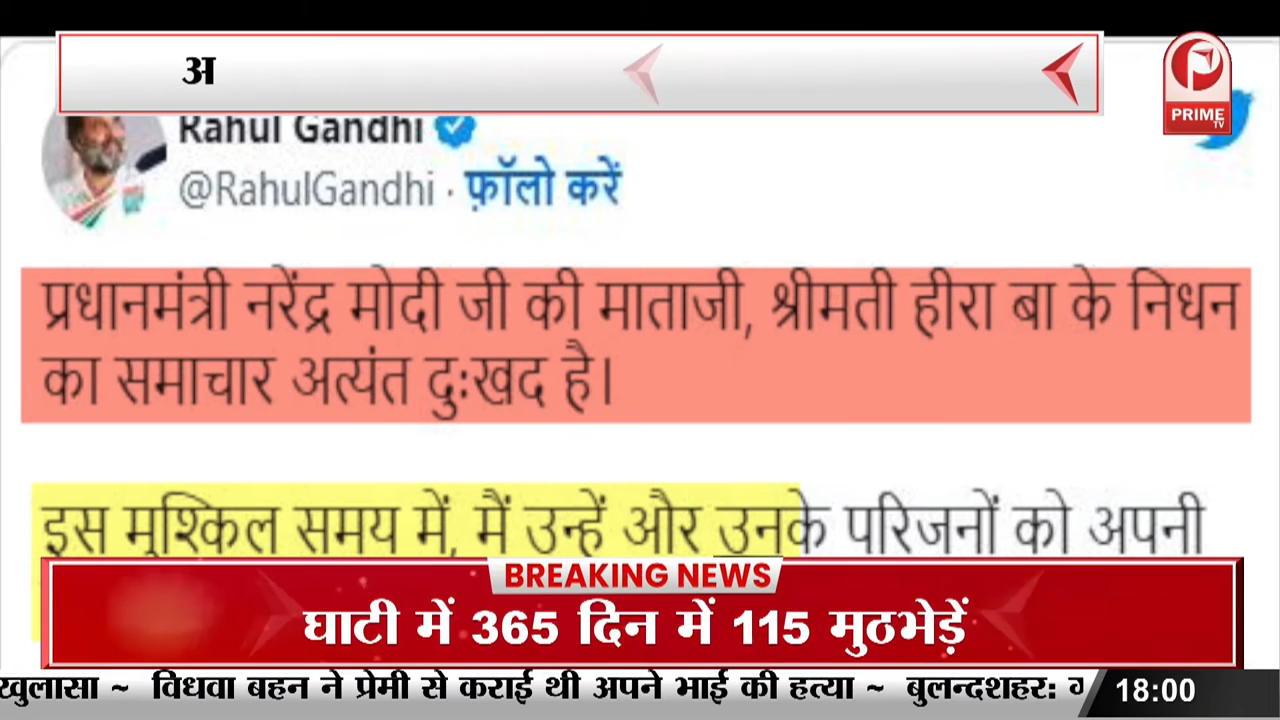 अ
PRIME
TV
Rahul Gandhi
@RahulGandhi · फ़ॉलो करें
प्रधानमंत्री नरेंद्र मोदी जी की माताजी, श्रीमती हीरा बा के निधन
का समाचार अत्यंत दुःखद है।
इस मुश्किल समय में, मैं उन्हें और उनके परिजनों को अपनी
BREAKING NEWS
घाटी में 365 दिन में 115 मुठभेड़ें
खुलासा ~ विधवा बहन ने प्रेमी से कराई थी अपने भाई की हत्या ~ बुलन्दशहर:
18:00